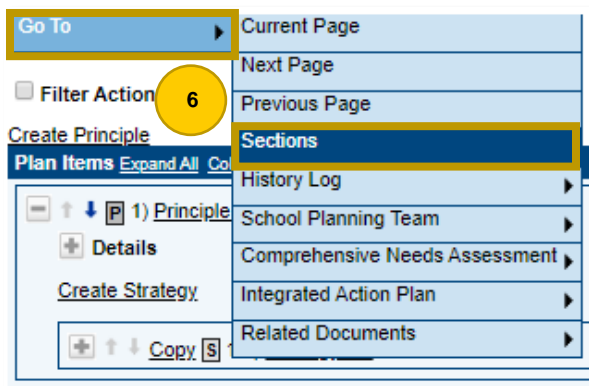 Go To
Current Page
Next Page
Filter Action
6
Previous Page
Create Principle
Sections
Plan Items Expand All Col
History Log
P 1) Principle
School Planning Team
Details
Comprehensive Needs Assessment
Create Strategy
Integrated Action Plan
Related Documents
Copy S